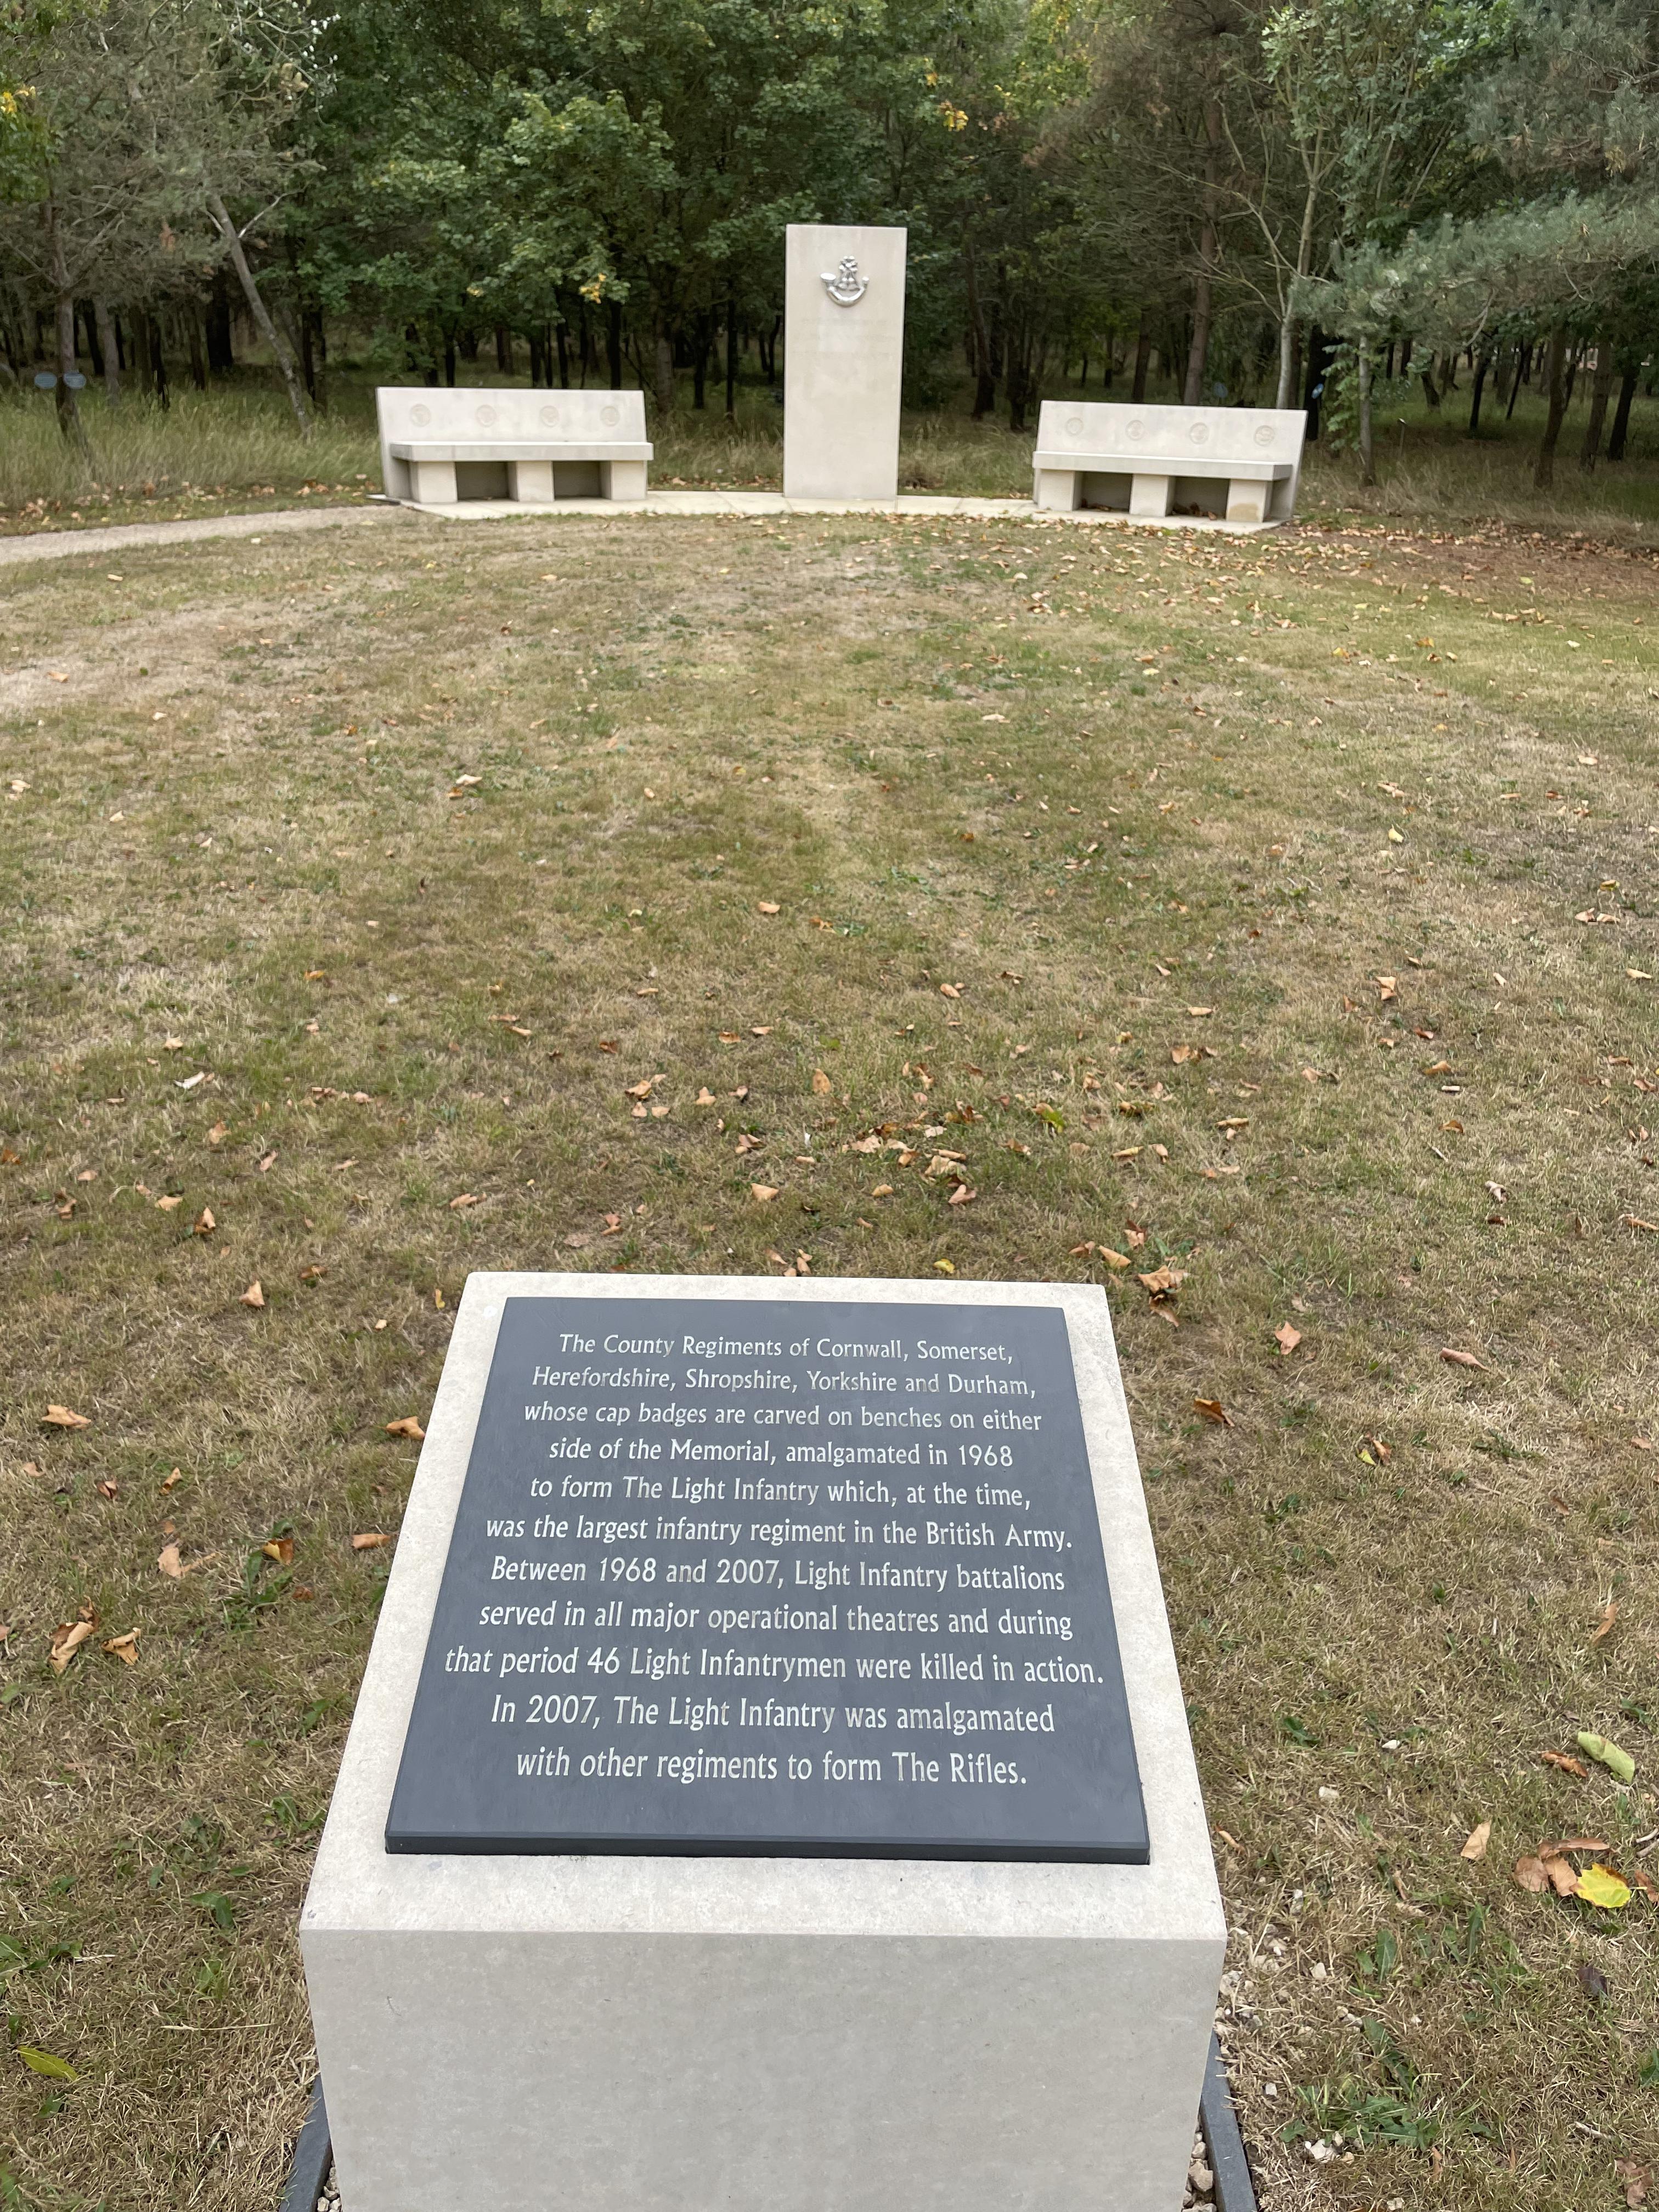 The County Regiments of Cornwall, Somerset,
Herefordshire, Shropshire, Yorkshire and Durham,
whose cap badges are carved on benches on either
side of the Memorial, amalgamated in 1968
to form The Light Infantry which, at the time,
was the largest infantry regiment in the British Army.
Between 1968 and 2007, Light Infantry battalions
served in all major operational theatres and during
that period 46 Light Infantrymen were killed in action.
In 2007, The Light Infantry was amalgamated
with other regiments to form The Rifles.